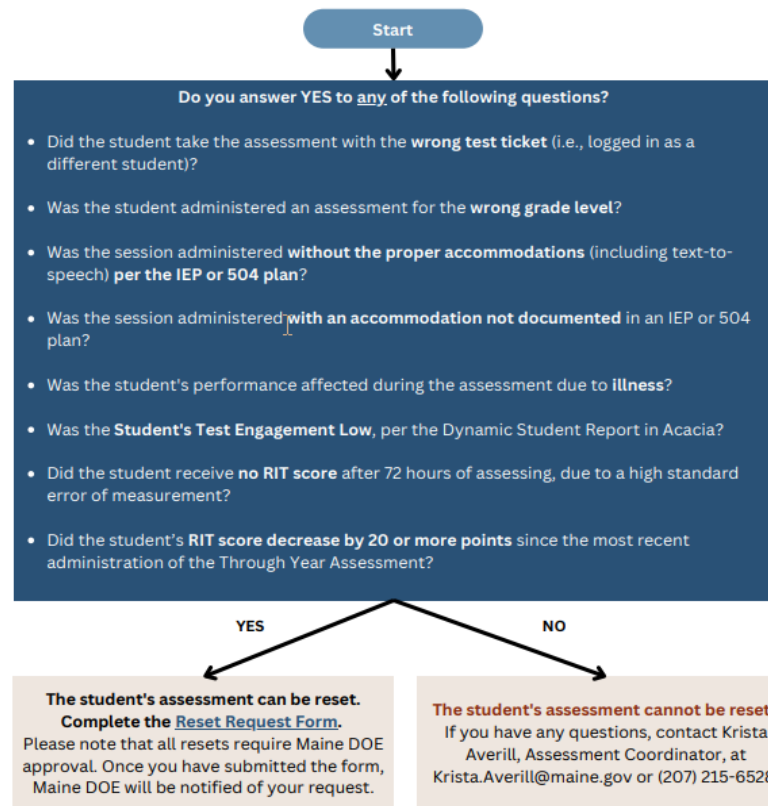 Start
Do you answer YES to any of the following questions?
• Did the student take the assessment with the wrong test ticket (i.e., logged in as a
different student)?
• Was the student administered an assessment for the wrong grade level?
• Was the session administered without the proper accommodations (including text-to-
speech) per the IEP or 504 plan?
• Was the session administered with an accommodation not documented in an IEP or 504
plan?
• Was the student's performance affected during the assessment due to illness?
• Was the Student's Test Engagement Low, per the Dynamic Student Report in Acacia?
• Did the student receive no RIT score after 72 hours of assessing, due to a high standard
error of measurement?
• Did the student's RIT score decrease by 20 or more points since the most recent
administration of the Through Year Assessment?
YES
NO
The student's assessment can be reset.
Complete the Reset Request Form.
Please note that all resets require Maine DOE
approval. Once you have submitted the form,
Maine DOE will be notified of your request.
The student's assessment cannot be reset
If you have any questions, contact Krista
Averill, Assessment Coordinator, at
Krista.Averill@maine.gov or (207) 215-6528